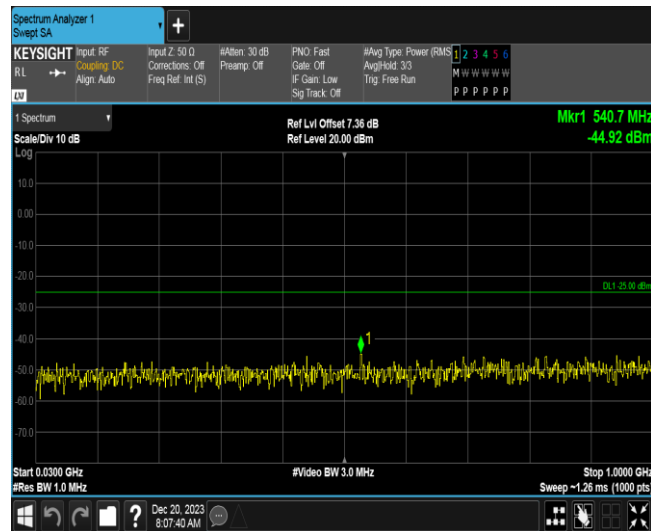 Spectrum Analyzer 1
Swept SA
+
KEYSIGHT
RL
LXI
Input: RF
Coupling: DC
Align: Auto
Input Z: 50 Ω
Corrections: Off
Freq Ref: Int (S)
#Atten: 30 dB
Preamp: Off
PNO: Fast
Gate: Off
IF Gain: Low
Sig Track: Off
#Avg Type: Power (RMS
Avg|Hold: 3/3
Trig: Free Run
1 2 3 4 5 6
M W W W W W
P P P P P P
1 Spectrum
Scale/Div 10 dB
Log
Ref Lvl Offset 7.36 dB
Ref Level 20.00 dBm
Mkr1 540.7 MHz
-44.92 dBm
10.0
0.00
-10.0
-20.0
DL1 -25.00 dBm
-30.0
-40.0
1
-50.0
-60.0
-70.0
Start 0.0300 GHz
#Res BW 1.0 MHz
#Video BW 3.0 MHz
Stop 1.0000 GHz
Sweep ~1.26 ms (1000 pts)
?
Dec 20, 2023
8:07:40 AM